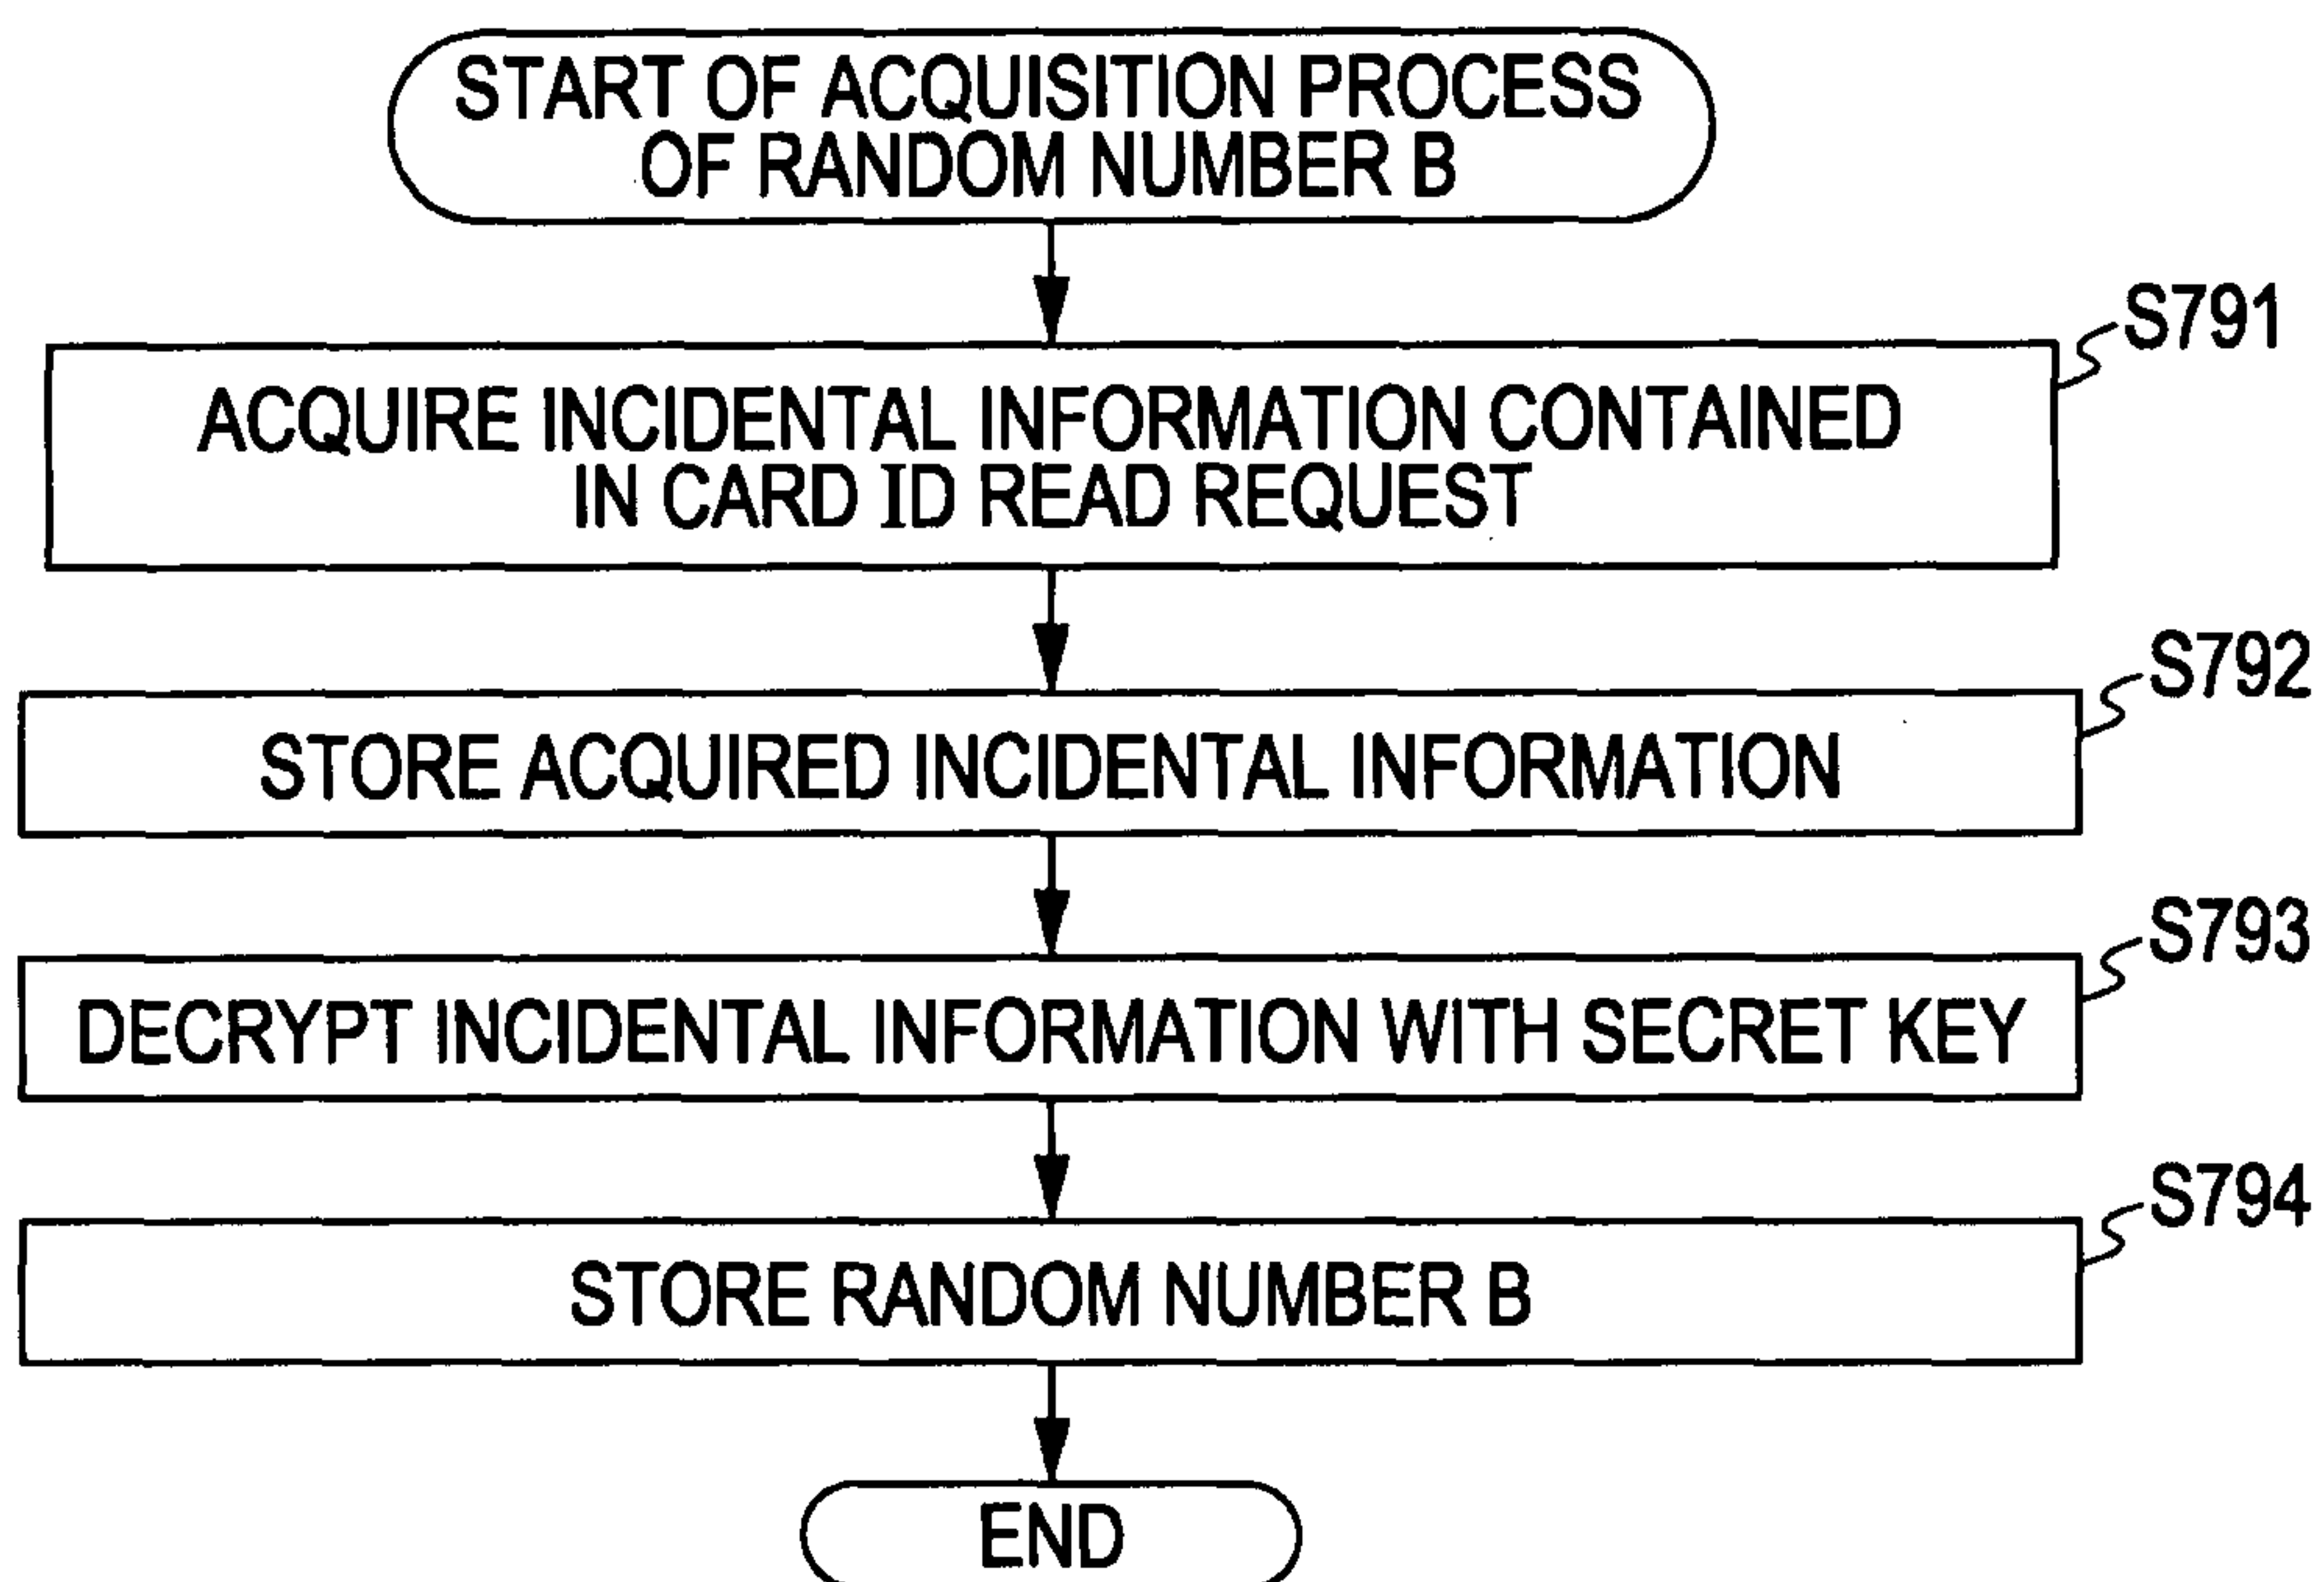 START OF ACQUISITION PROCESS
OF RANDOM NUMBER B
S791
ACQUIRE INCIDENTAL INFORMATION CONTAINED
IN CARD ID READ REQUEST
S792
STORE ACQUIRED INCIDENTAL INFORMATION
S793
DECRYPT INCIDENTAL INFORMATION WITH SECRET KEY
S794
STORE RANDOM NUMBER B
END